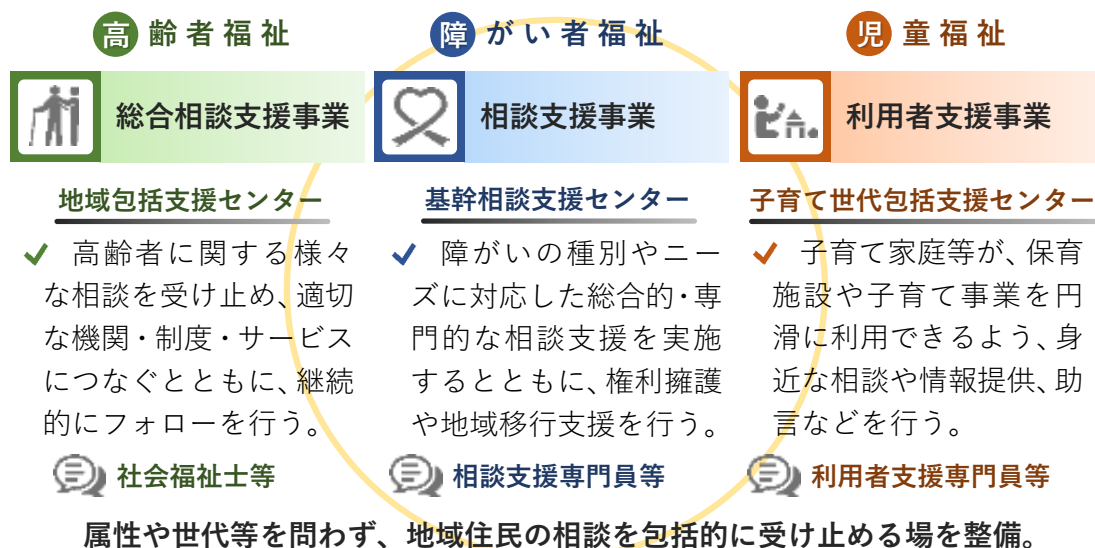 高齢者福祉
総合相談支援事業
地域包括支援センター
✓ 高齢者に関する様々
な相談を受け止め、適切
な機関・制度・サービス
につなぐとともに、継続
的にフォローを行う。
社会福祉士等
障がい者福祉
相談支援事業
基幹相談支援センター
✓ 障がいの種別やニー
ズに対応した総合的・専
門的な相談支援を実施
するとともに、権利擁護
や地域移行支援を行う。
相談支援専門員等
児童福祉
利用者支援事業
子育て世代包括支援センター
✓ 子育て家庭等が、保育
施設や子育て事業を円
滑に利用できるよう、身
近な相談や情報提供、助
言などを行う。
利用者支援専門員等
属性や世代等を問わず、地域住民の相談を包括的に受け止める場を整備。